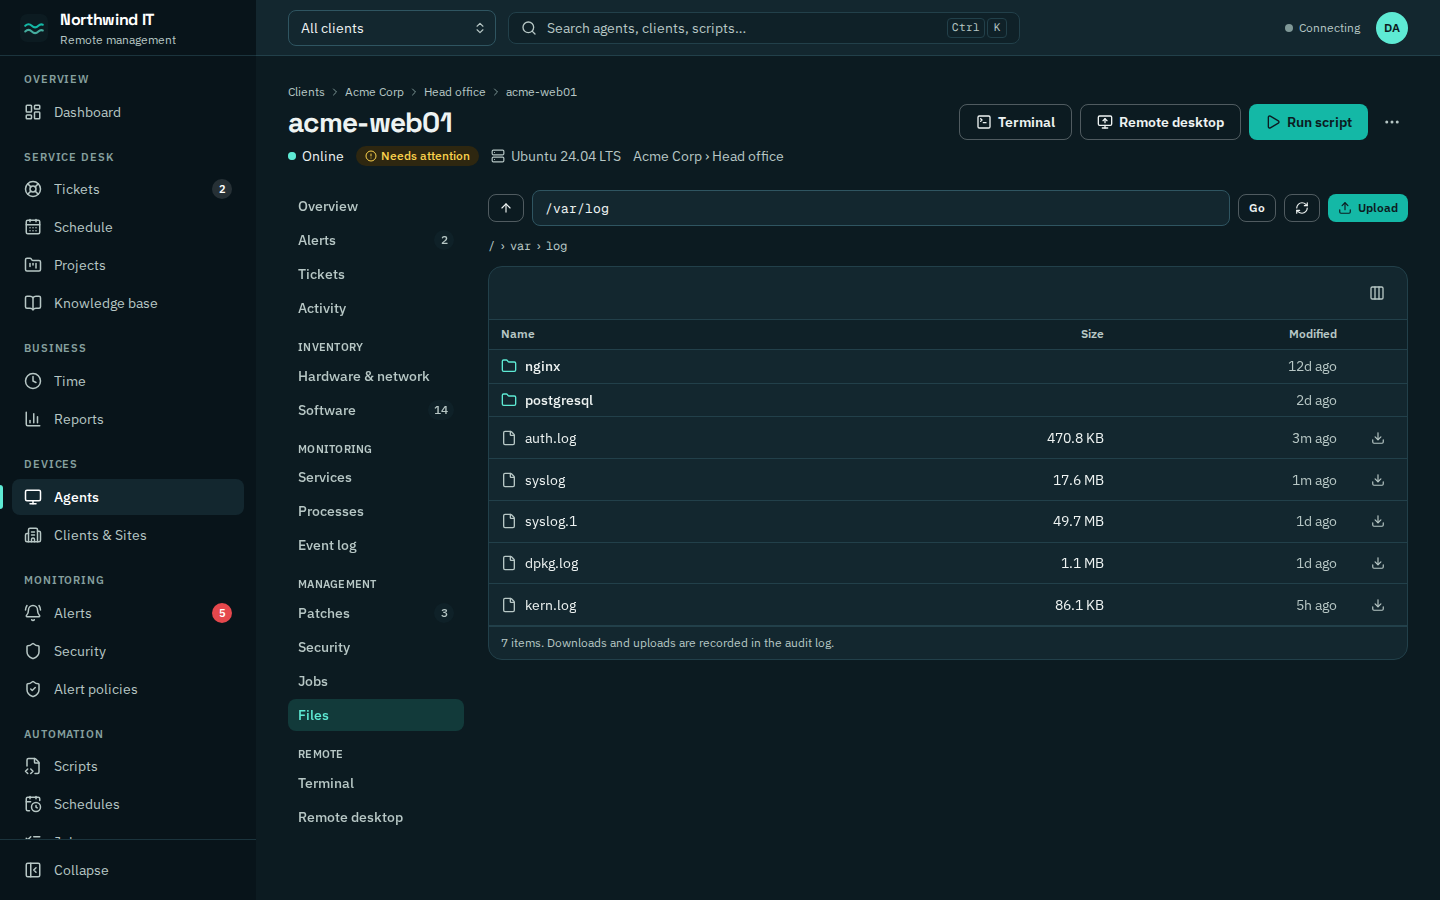 Northwind IT
Remote management
All clients
Search agents, clients, scripts...
Ctrl K
Connecting
DA
OVERVIEW
Dashboard
SERVICE DESK
Tickets 2
Schedule
Projects
Knowledge base
BUSINESS
Time
Reports
DEVICES
Agents
Clients & Sites
MONITORING
Alerts 5
Security
Alert policies
AUTOMATION
Scripts
Schedules
Collapse
Clients › Acme Corp › Head office › acme-web01
acme-web01
Terminal
Remote desktop
Run script
Online
Needs attention
Ubuntu 24.04 LTS
Acme Corp › Head office
Overview
Alerts 2
Tickets
Activity
INVENTORY
Hardware & network
Software 14
MONITORING
Services
Processes
Event log
MANAGEMENT
Patches 3
Security
Jobs
Files
REMOTE
Terminal
Remote desktop
/var/log
Go
Upload
/ › var › log
Name Size Modified
nginx 12d ago
postgresql 2d ago
auth.log 470.8 KB 3m ago
syslog 17.6 MB 1m ago
syslog.1 49.7 MB 1d ago
dpkg.log 1.1 MB 1d ago
kern.log 86.1 KB 5h ago
7 items. Downloads and uploads are recorded in the audit log.